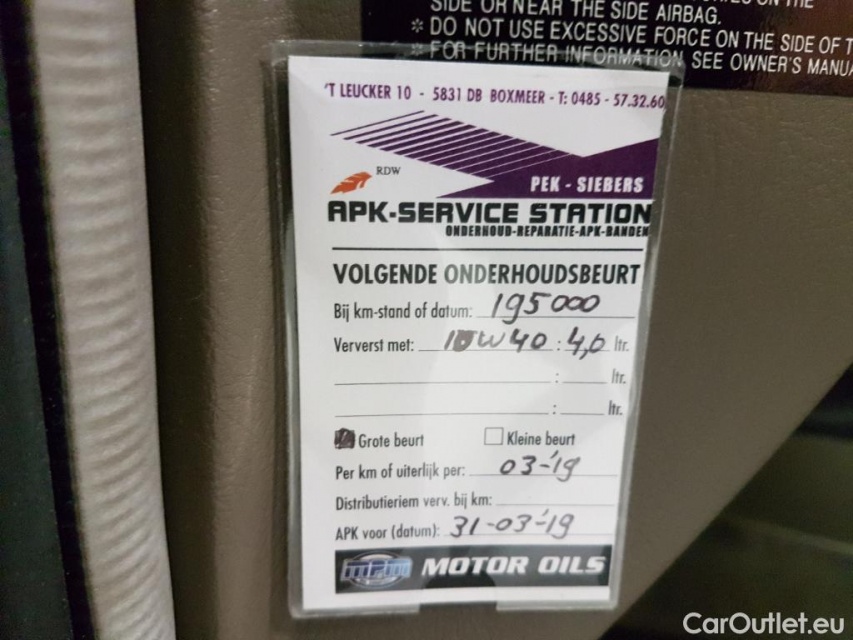 SIDE OR NEAR THE SIDE AIRBAG.
* DO NOT USE EXCESSIVE FORCE ON THE SIDE OF T
* FOR FURTHER INFORMATION SEE OWNER'S MANUA
'T LEUCKER 10 - 5831 DB BOXMEER - T: 0485 - 57.32.60
RDW
PEK - SIEBERS
APK-SERVICE STATION
ONDERHOUD-REPARATIE-APK-BANDEN
VOLGENDE ONDERHOUDSBEURT
Bij km-stand of datum: 195000
Ververst met: 10W40 : 4,0 ltr.
: ltr.
: ltr.
Grote beurt Kleine beurt
Per km of uiterlijk per: 03-'19
Distributieriem verv. bij km:
APK voor (datum): 31-03-'19
mpm MOTOR OILS
CarOutlet.eu